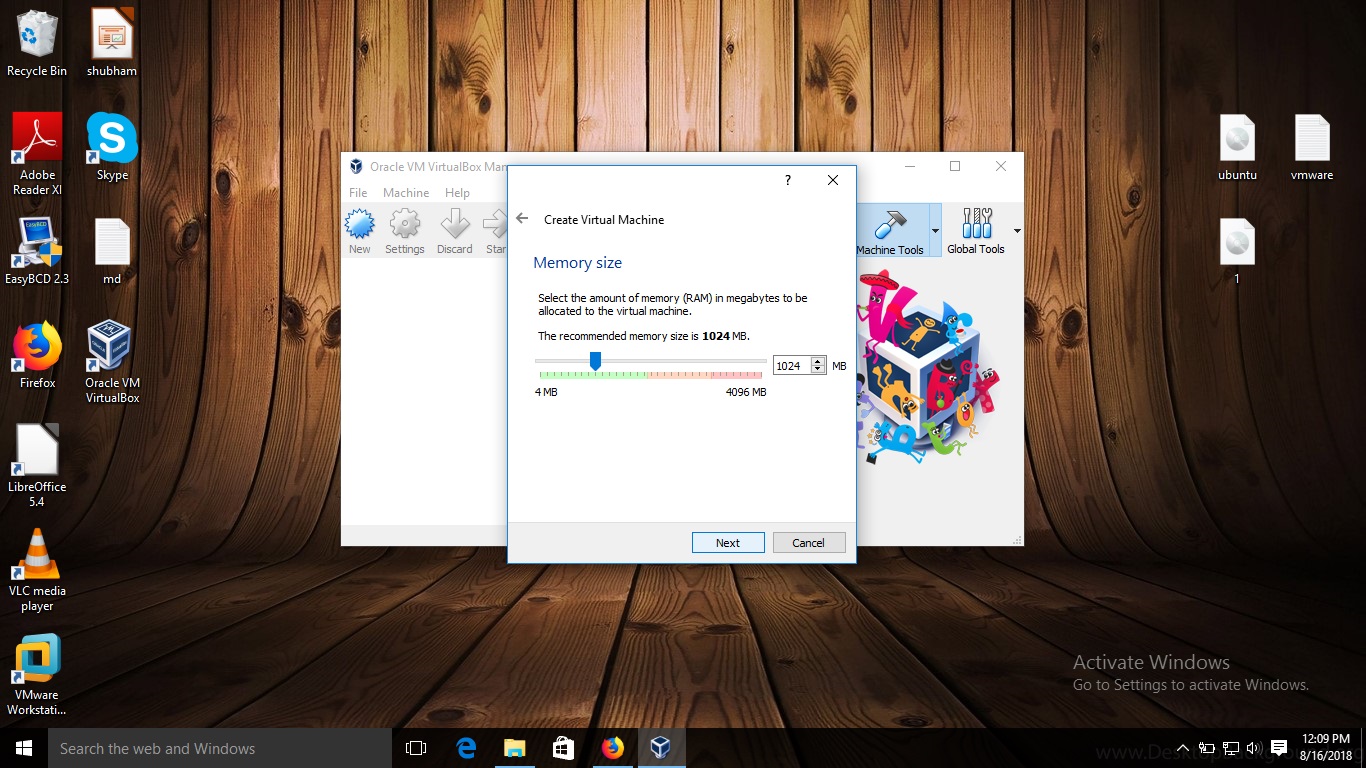 Recycle Bin
shubham
Adobe
Reader XI
Skype
EasyBCD 2.3
md
Firefox
Oracle VM
VirtualBox
LibreOffice
5.4
VLC media
player
VMware
Workstati...
ubuntu
vmware
1
Oracle VM VirtualBox Man
File Machine Help
New Settings Discard Star
Machine Tools Global Tools
?
Create Virtual Machine
Memory size
Select the amount of memory (RAM) in megabytes to be
allocated to the virtual machine.
The recommended memory size is 1024 MB.
1024 MB
4 MB 4096 MB
Next Cancel
Activate Windows
Go to Settings to activate Windows.
Search the web and Windows
12:09 PM
8/16/2018